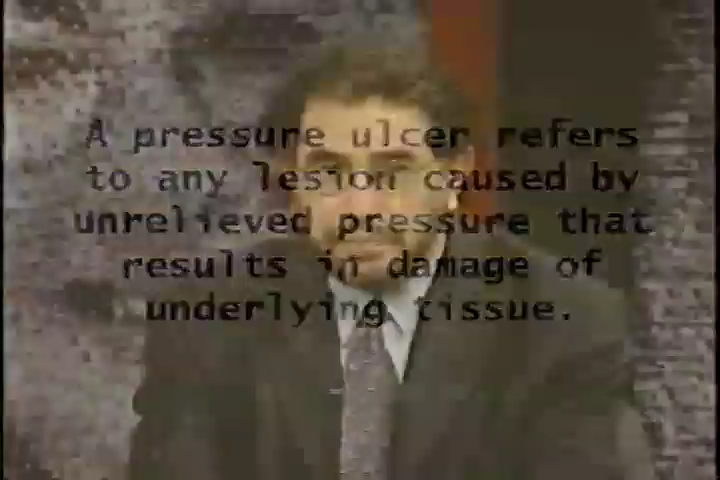 A pressure ulcer refers
to any lesion caused by
unrelieved pressure that
results in damage of
underlying tissue.